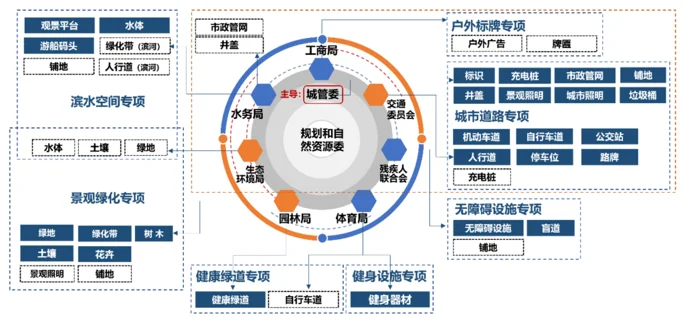 观景平台
水体
游船码头
绿化带（滨河）
铺地
人行道（滨河）
滨水空间专项
水体
土壤
绿地
景观绿化专项
绿地
绿化带
树木
土壤
花卉
景观照明
铺地
市政管网
井盖
工商局
主导：城管委
水务局
交通
委员会
规划和自
然资源委
生态
环境局
残疾人
联合会
园林局
体育局
健康绿道专项
健康绿道
自行车道
健身设施专项
健身器材
户外标牌专项
户外广告
牌匾
标识
充电桩
市政管网
铺地
井盖
景观照明
城市照明
垃圾桶
城市道路专项
机动车道
自行车道
公交站
人行道
停车位
路牌
充电桩
无障碍设施专项
无障碍设施
盲道
铺地